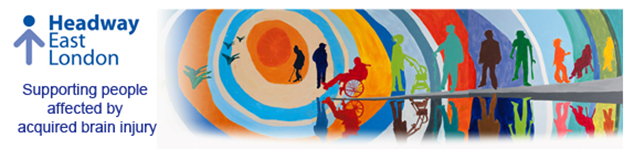 Headway
East
London
Supporting people
affected by
acquired brain injury